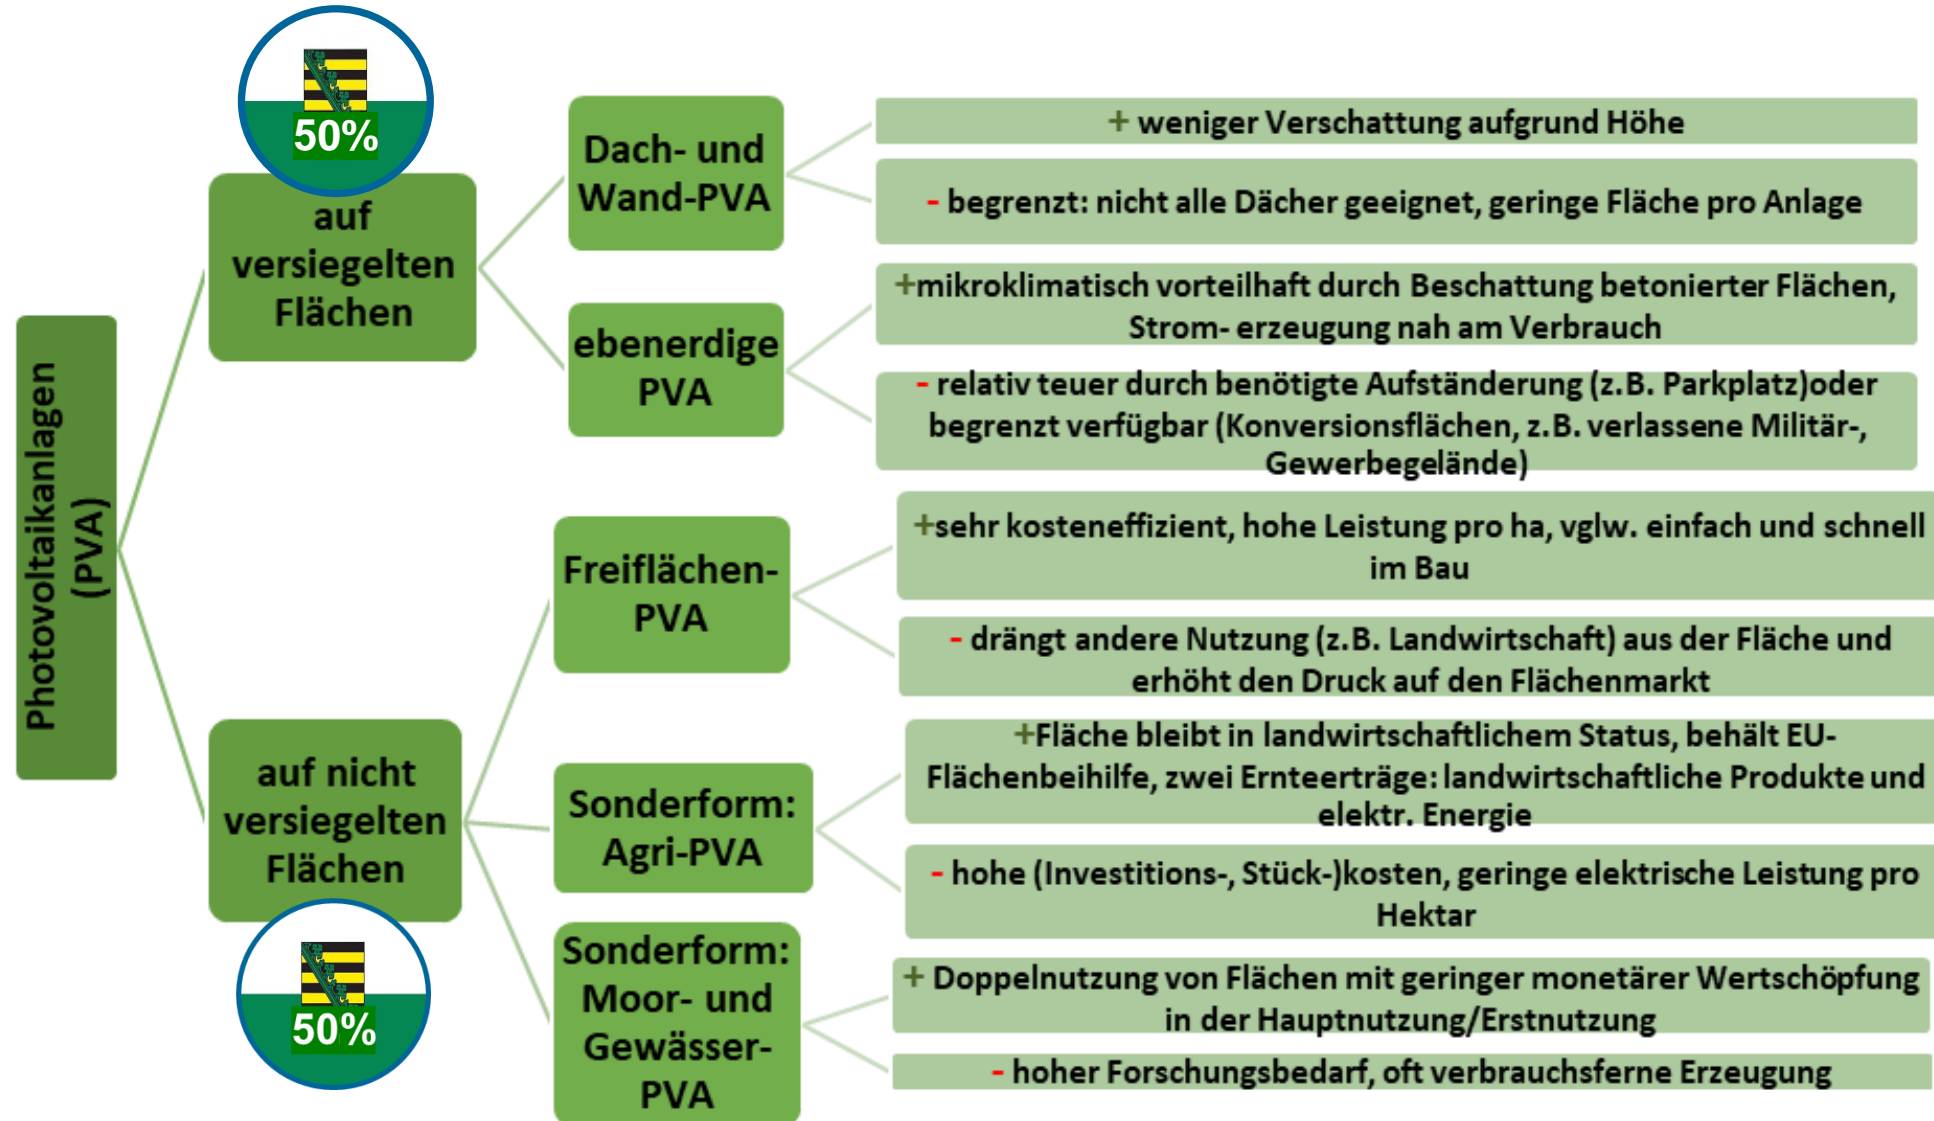 Photovoltaikanlagen
(PVA)
50%
auf
versiegelten
Flächen
Dach- und
Wand-PVA
+ weniger Verschattung aufgrund Höhe
- begrenzt: nicht alle Dächer geeignet, geringe Fläche pro Anlage
ebenerdige
PVA
+mikroklimatisch vorteilhaft durch Beschattung betonierter Flächen,
Strom- erzeugung nah am Verbrauch
- relativ teuer durch benötigte Aufständerung (z.B. Parkplatz)oder
begrenzt verfügbar (Konversionsflächen, z.B. verlassene Militär-,
Gewerbegelände)
auf nicht
versiegelten
Flächen
50%
Freiflächen-
PVA
+sehr kosteneffizient, hohe Leistung pro ha, vglw. einfach und schnell
im Bau
- drängt andere Nutzung (z.B. Landwirtschaft) aus der Fläche und
erhöht den Druck auf den Flächenmarkt
Sonderform:
Agri-PVA
+Fläche bleibt in landwirtschaftlichem Status, behält EU-
Flächenbeihilfe, zwei Ernteerträge: landwirtschaftliche Produkte und
elektr. Energie
- hohe (Investitions-, Stück-)kosten, geringe elektrische Leistung pro
Hektar
Sonderform:
Moor- und
Gewässer-
PVA
+ Doppelnutzung von Flächen mit geringer monetärer Wertschöpfung
in der Hauptnutzung/Erstnutzung
- hoher Forschungsbedarf, oft verbrauchsferne Erzeugung